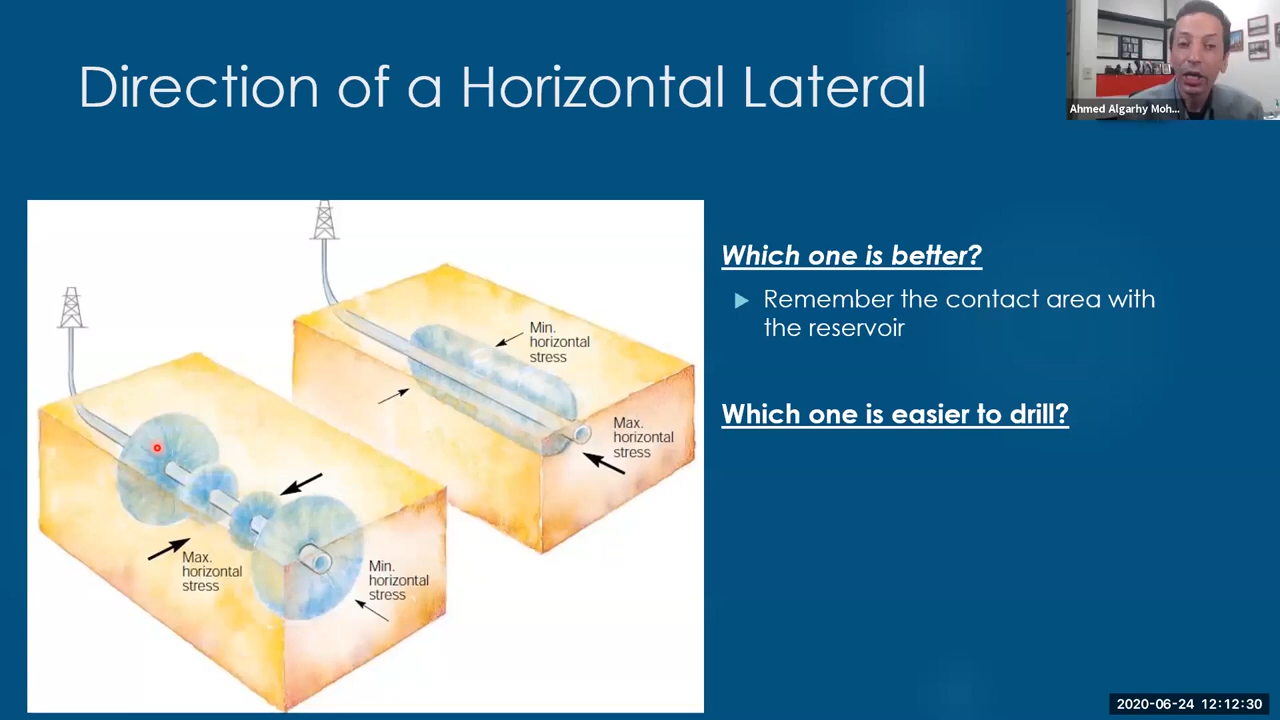 Direction of a Horizontal Lateral
Ahmed Algarhy Moh...
Which one is better?
Remember the contact area with
the reservoir
Which one is easier to drill?
Min.
horizontal
stress
Max.
horizontal
stress
Max.
horizontal
stress
Min.
horizontal
stress
2020-06-24 12:12:30